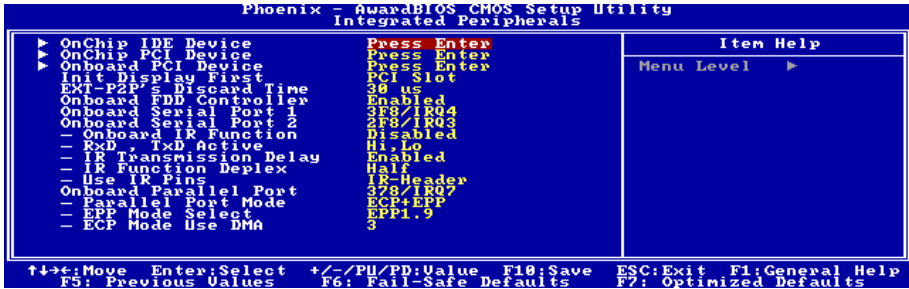 Phoenix - AwardBIOS CMOS Setup Utility
Integrated Peripherals
► OnChip IDE Device Press Enter Item Help
► OnChip PCI Device Press Enter
► Onboard PCI Device Press Enter Menu Level ►
Init Display First PCI Slot
EXT-P2P's Discard Time 30 us
Onboard FDD Controller Enabled
Onboard Serial Port 1 3F8/IRQ4
Onboard Serial Port 2 2F8/IRQ3
– Onboard IR Function Disabled
– RxD , TxD Active Hi,Lo
– IR Transmission Delay Enabled
– IR Function Deplex Half
– Use IR Pins IR-Header
Onboard Parallel Port 378/IRQ7
– Parallel Port Mode ECP+EPP
– EPP Mode Select EPP1.9
– ECP Mode Use DMA 3
↑↓→←:Move Enter:Select +/-/PU/PD:Value F10:Save ESC:Exit F1:General Help
F5: Previous Values F6: Fail-Safe Defaults F7: Optimized Defaults